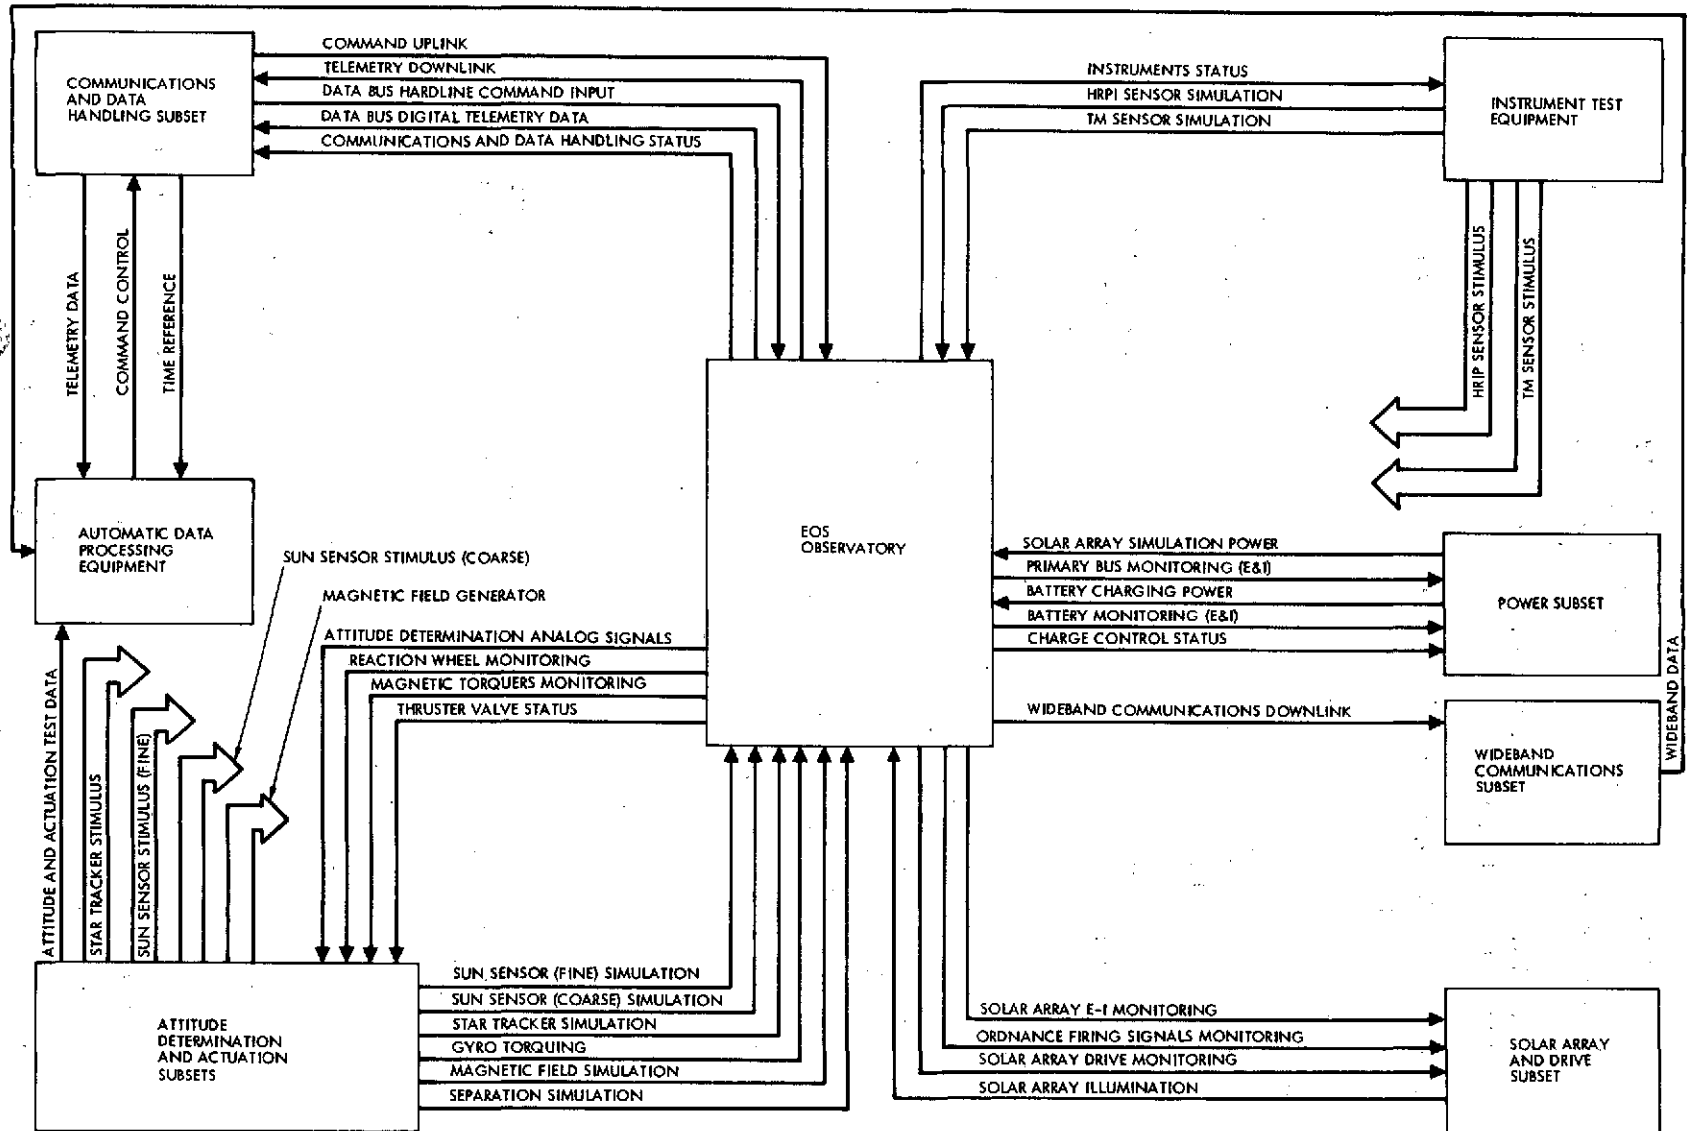 COMMAND UPLINK
TELEMETRY DOWNLINK
DATA BUS HARDLINE COMMAND INPUT
DATA BUS DIGITAL TELEMETRY DATA
COMMUNICATIONS AND DATA HANDLING STATUS
COMMUNICATIONS
AND DATA
HANDLING SUBSET
INSTRUMENTS STATUS
HRPI SENSOR SIMULATION
TM SENSOR SIMULATION
INSTRUMENT TEST
EQUIPMENT
TELEMETRY DATA
COMMAND CONTROL
TIME REFERENCE
HRIP SENSOR STIMULUS
TM SENSOR STIMULUS
AUTOMATIC DATA
PROCESSING
EQUIPMENT
SUN SENSOR STIMULUS (COARSE)
MAGNETIC FIELD GENERATOR
EOS
OBSERVATORY
SOLAR ARRAY SIMULATION POWER
PRIMARY BUS MONITORING (E&I)
BATTERY CHARGING POWER
BATTERY MONITORING (E&I)
CHARGE CONTROL STATUS
POWER SUBSET
ATTITUDE DETERMINATION ANALOG SIGNALS
REACTION WHEEL MONITORING
MAGNETIC TORQUERS MONITORING
THRUSTER VALVE STATUS
WIDEBAND COMMUNICATIONS DOWNLINK
WIDEBAND
COMMUNICATIONS
SUBSET
WIDEBAND DATA
ATTITUDE AND ACTUATION TEST DATA
STAR TRACKER STIMULUS
SUN SENSOR STIMULUS (FINE)
ATTITUDE
DETERMINATION
AND ACTUATION
SUBSETS
SUN SENSOR (FINE) SIMULATION
SUN SENSOR (COARSE) SIMULATION
STAR TRACKER SIMULATION
GYRO TORQUING
MAGNETIC FIELD SIMULATION
SEPARATION SIMULATION
SOLAR ARRAY E-I MONITORING
ORDNANCE FIRING SIGNALS MONITORING
SOLAR ARRAY DRIVE MONITORING
SOLAR ARRAY ILLUMINATION
SOLAR ARRAY
AND DRIVE
SUBSET